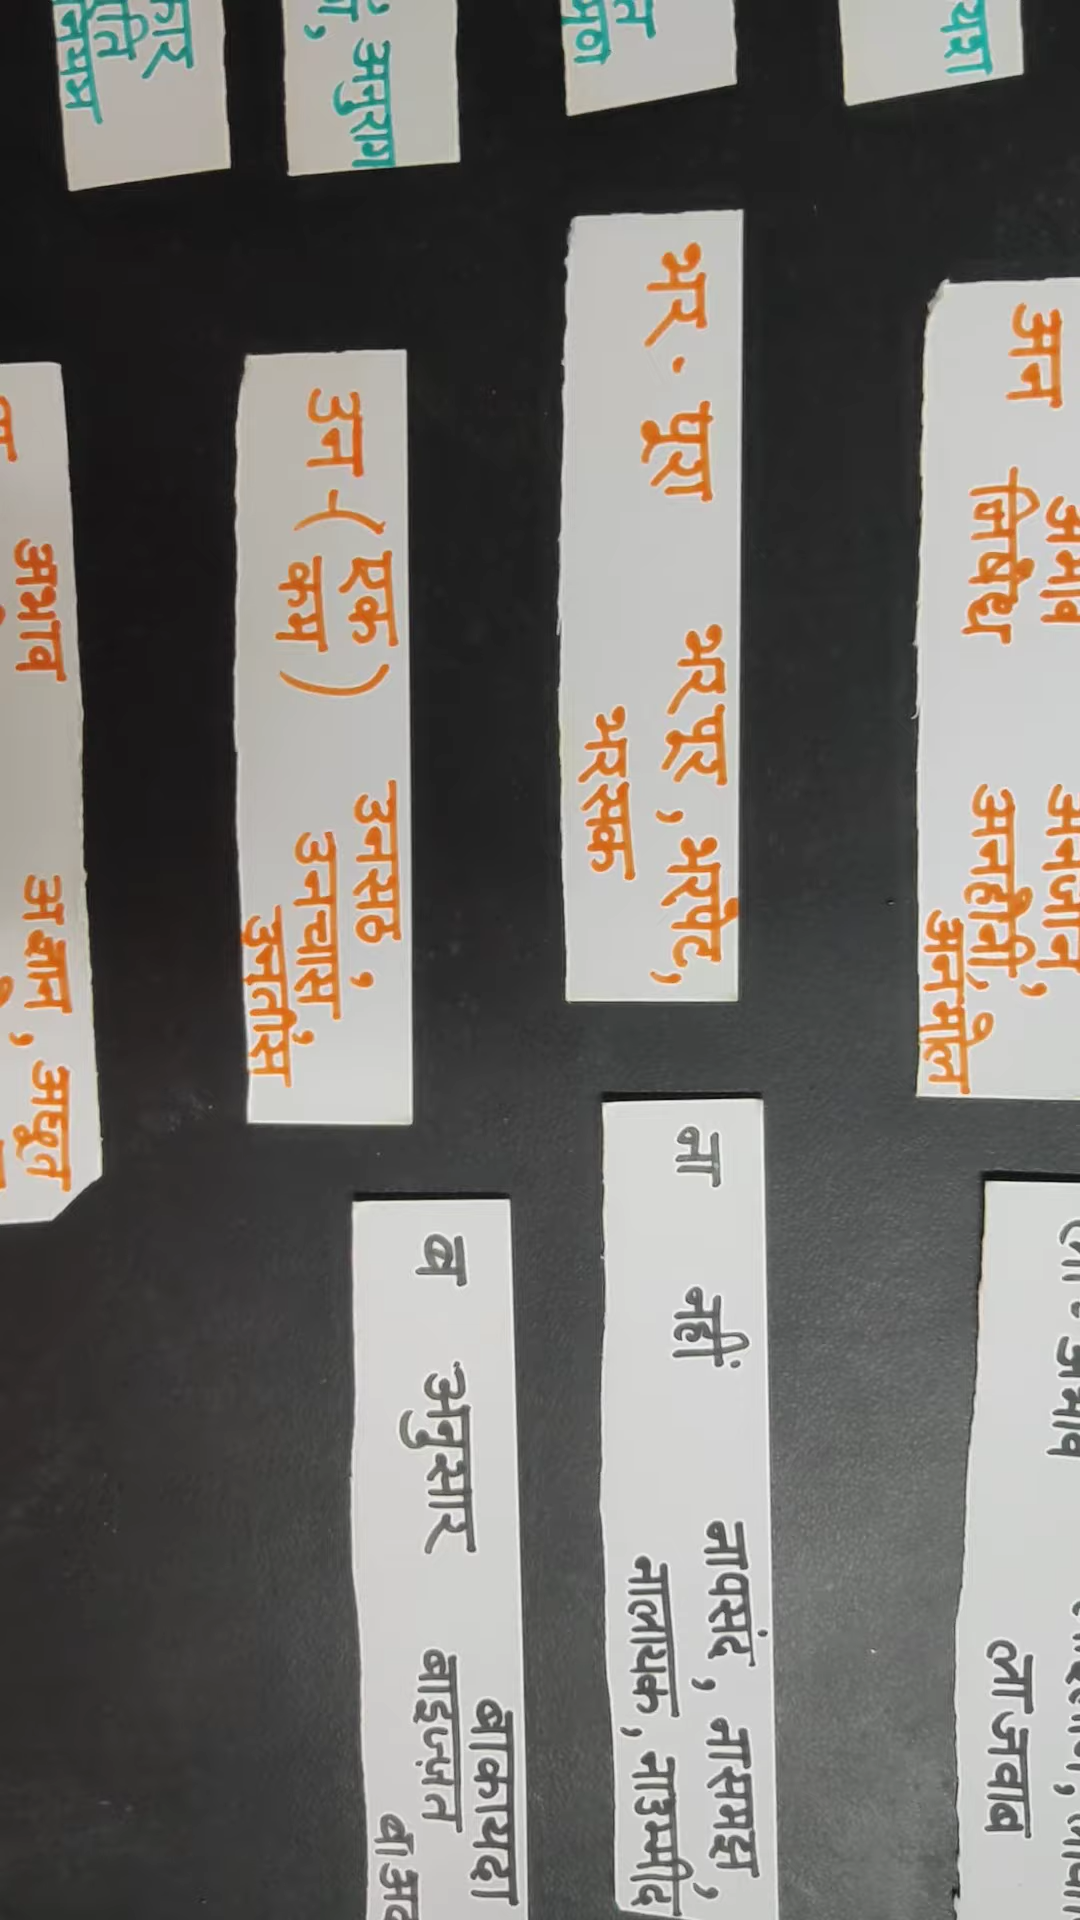 अनुराग
नियम
अन अभाव अनजान,
निषेध अनहोनी,
अनमोल
भर - पूरा भरपूर, भरपेट,
भरसक
उन - (एक उनसठ,
कम) उनचास,
उनतीस
अभाव अज्ञान, अछूत
अभाव
लाजवाब
ना नहीं नापसंद, नासमझ,
नालायक, नाउम्मीद
ब अनुसार बाकायदा
बाइज्ज़त